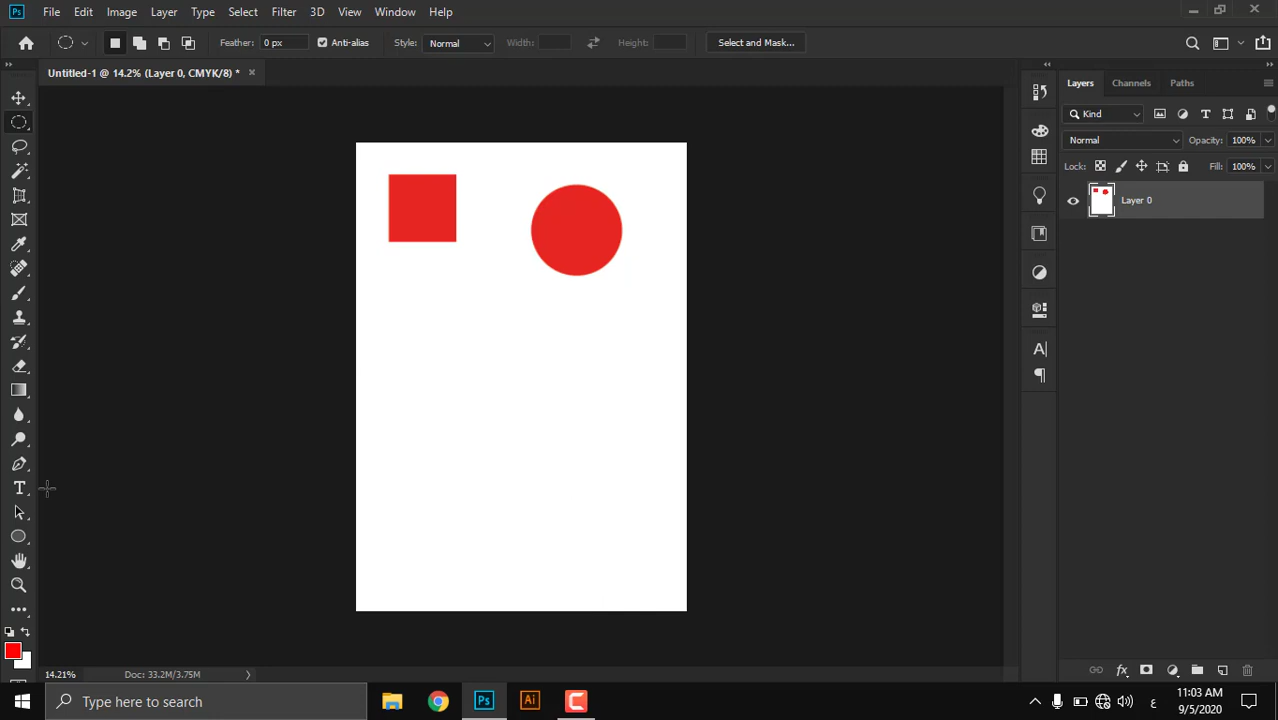 Ps File Edit Image Layer Type Select Filter 3D View Window Help
Feather: 0 px Anti-alias Style: Normal Width: Height: Select and Mask...
Untitled-1 @ 14.2% (Layer 0, CMYK/8) * ×
Layers Channels Paths
Kind
Normal Opacity: 100%
Lock: Fill: 100%
Layer 0
T
A
14.21% Doc: 33.2M/3.75M
Type here to search
Ps Ai
ع
11:03 AM
9/5/2020